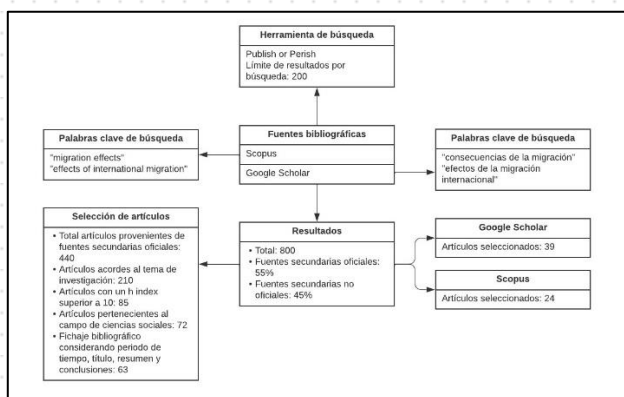 Herramienta de búsqueda
Publish or Perish
Límite de resultados por
búsqueda: 200
Palabras clave de búsqueda
"migration effects"
"effects of international migration"
Fuentes bibliográficas
Scopus
Google Scholar
Palabras clave de búsqueda
"consecuencias de la migración"
"efectos de la migración
internacional"
Selección de artículos
• Total artículos provenientes de
fuentes secundarias oficiales:
440
• Artículos acordes al tema de
investigación: 210
• Artículos con un h index
superior a 10: 85
• Artículos pertenecientes al
campo de ciencias sociales: 72
• Fichaje bibliográfico
considerando periodo de
tiempo, título, resumen y
conclusiones: 63
Resultados
• Total: 800
• Fuentes secundarias oficiales:
55%
• Fuentes secundarias no
oficiales: 45%
Google Scholar
Artículos seleccionados: 39
Scopus
Artículos seleccionados: 24